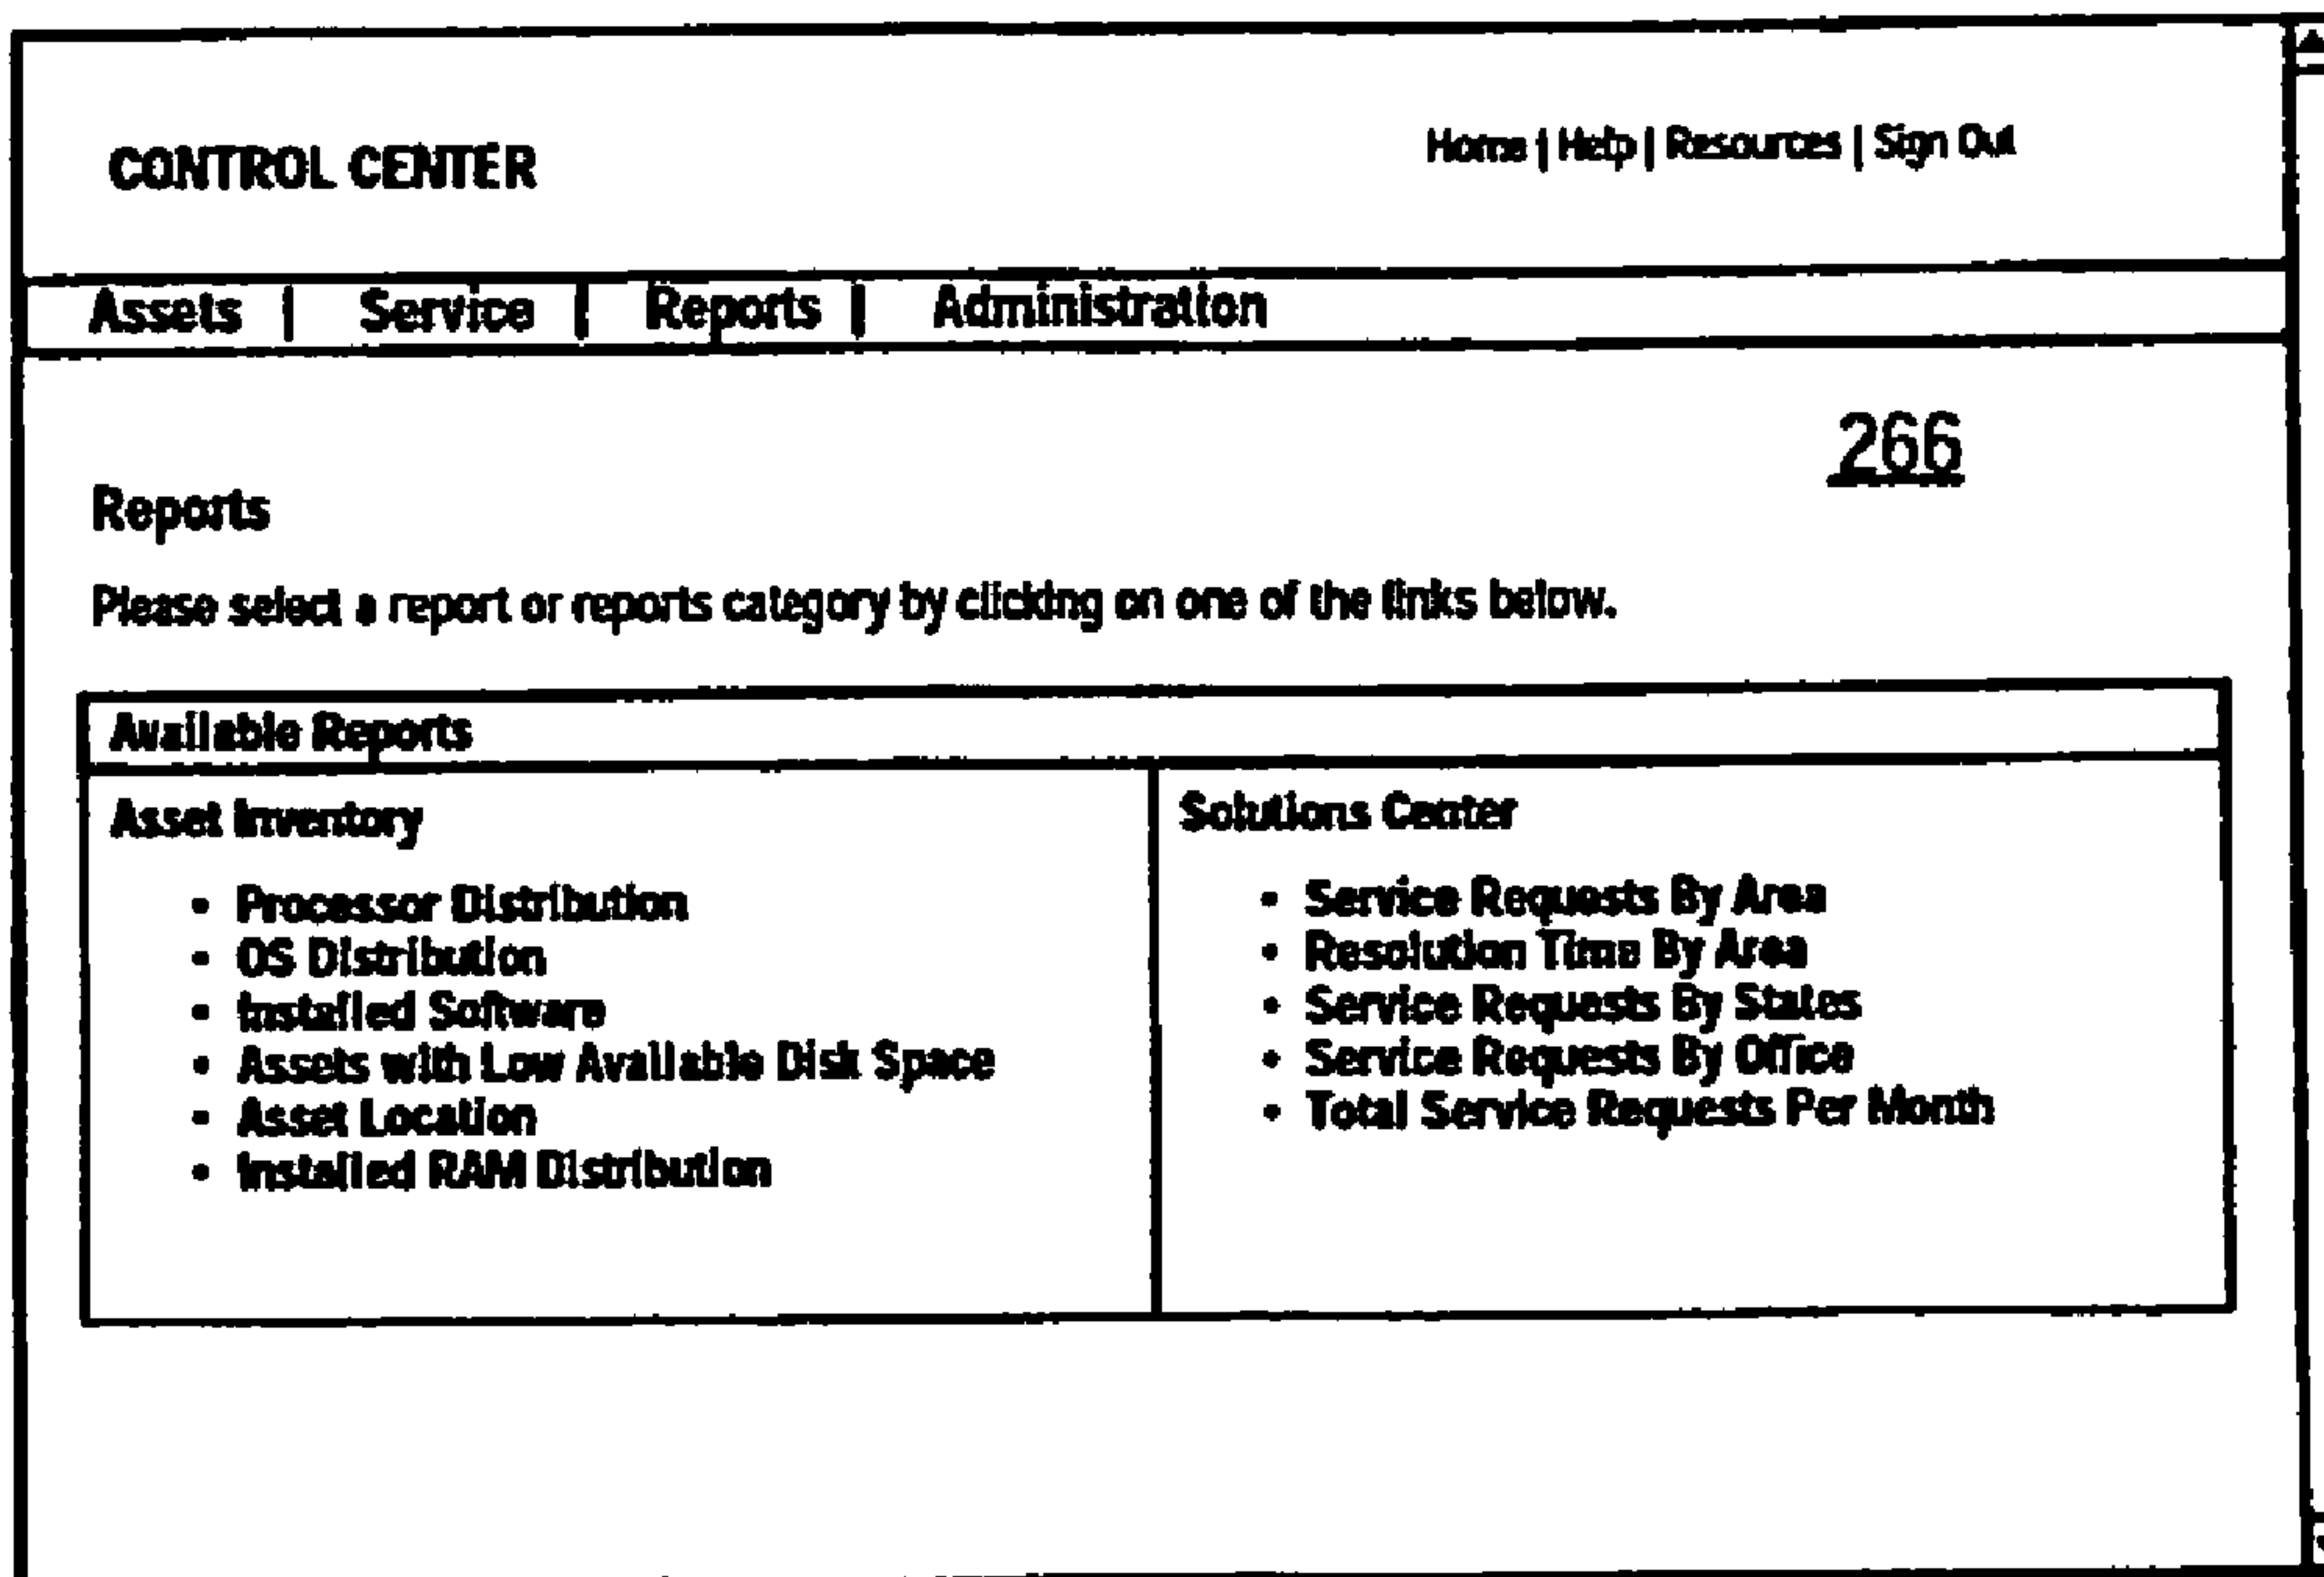 CONTROL CENTER
Home | Help | Resources | Sign Out
Assets | Service | Reports | Administration
266
Reports
Please select a report or reports category by clicking on one of the links below.
Available Reports
Asset Inventory
• Processor Distribution
• OS Distribution
• Installed Software
• Assets with Low Available Disk Space
• Asset Location
• Installed RAM Distribution
Solutions Center
• Service Requests By Area
• Resolution Time By Area
• Service Requests By States
• Service Requests By Office
• Total Service Requests Per Month